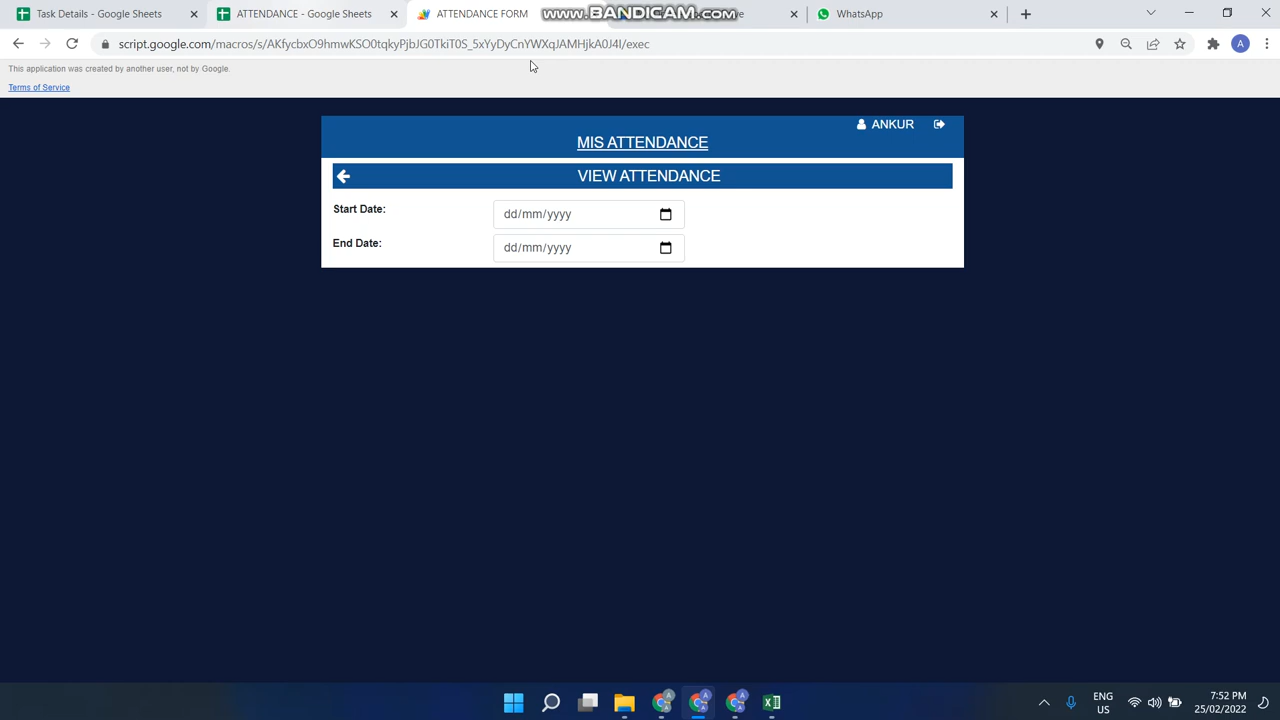 Task Details - Google Sheets
ATTENDANCE - Google Sheets
ATTENDANCE FORM
www.BANDICAM.com
WhatsApp
script.google.com/macros/s/AKfycbxO9hmwKSO0tqkyPjbJG0TkiT0S_5xYyDyCnYWXqJAMHjkA0J4I/exec
A
This application was created by another user, not by Google.
Terms of Service
ANKUR
MIS ATTENDANCE
VIEW ATTENDANCE
Start Date:
dd/mm/yyyy
End Date:
dd/mm/yyyy
ENG
US
7:52 PM
25/02/2022